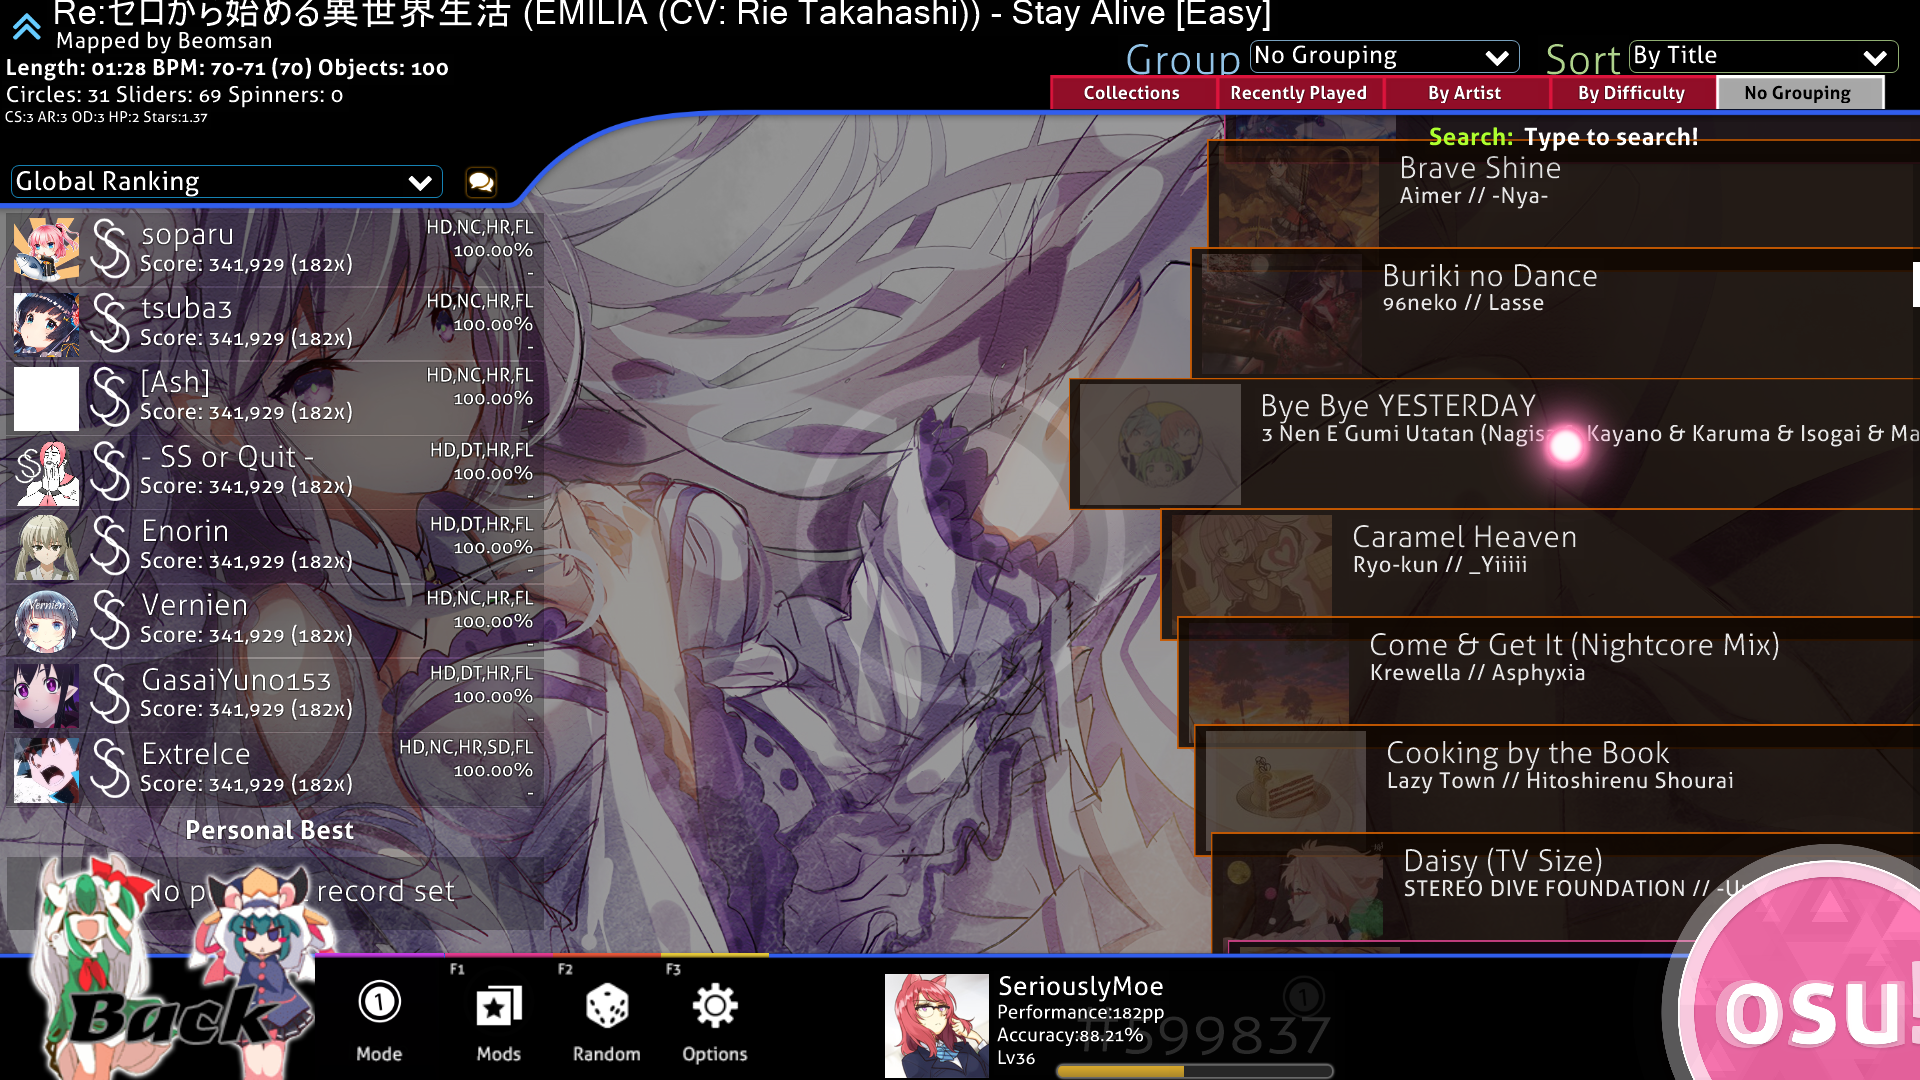 Re:ゼロから始める異世界生活 (EMILIA (CV: Rie Takahashi)) - Stay Alive [Easy]
Mapped by Beomsan
Length: 01:28 BPM: 70-71 (70) Objects: 100
Circles: 31 Sliders: 69 Spinners: 0
CS:3 AR:3 OD:3 HP:2 Stars:1.37
Group No Grouping
Sort By Title
Collections
Recently Played
By Artist
By Difficulty
No Grouping
Search: Type to search!
Global Ranking
soparu
Score: 341,929 (182x)
HD,NC,HR,FL
100.00%
-
tsuba3
Score: 341,929 (182x)
HD,NC,HR,FL
100.00%
-
[Ash]
Score: 341,929 (182x)
HD,NC,HR,FL
100.00%
-
- SS or Quit -
Score: 341,929 (182x)
HD,DT,HR,FL
100.00%
-
Enorin
Score: 341,929 (182x)
HD,DT,HR,FL
100.00%
-
Vernien
Vernien
Score: 341,929 (182x)
HD,NC,HR,FL
100.00%
-
GasaiYuno153
Score: 341,929 (182x)
HD,DT,HR,FL
100.00%
-
ExtreIce
Score: 341,929 (182x)
HD,NC,HR,SD,FL
100.00%
-
Personal Best
No record set
Brave Shine
Aimer // -Nya-
Buriki no Dance
96neko // Lasse
Bye Bye YESTERDAY
3 Nen E Gumi Utatan (Nagisa & Kayano & Karuma & Isogai & Ma
Caramel Heaven
Ryo-kun // _Yiiiii
Come & Get It (Nightcore Mix)
Krewella // Asphyxia
Cooking by the Book
Lazy Town // Hitoshirenu Shourai
Daisy (TV Size)
STEREO DIVE FOUNDATION //
Back
1
Mode
F1
Mods
F2
Random
F3
Options
SeriouslyMoe
Performance:182pp
Accuracy:88.21%
Lv36
#599837
1
osu!